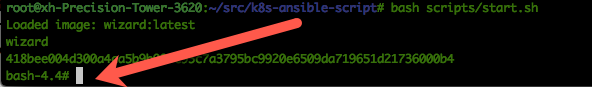 root@xh-Precision-Tower-3620:~/src/k8s-ansible-script# bash scripts/start.sh
Loaded image: wizard:latest
wizard
bash-4.4#